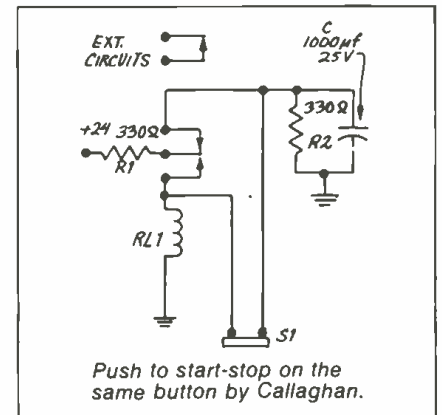 C
1000µf
25V
EXT.
CIRCUITS
+24 330Ω
330Ω
R1
R2
RL1
S1
Push to start-stop on the
same button by Callaghan.